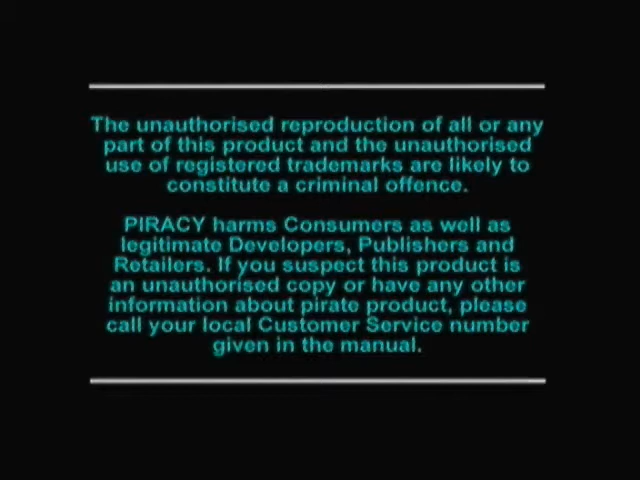 The unauthorised reproduction of all or any
part of this product and the unauthorised
use of registered trademarks are likely to
constitute a criminal offence.
PIRACY harms Consumers as well as
legitimate Developers, Publishers and
Retailers. If you suspect this product is
an unauthorised copy or have any other
information about pirate product, please
call your local Customer Service number
given in the manual.